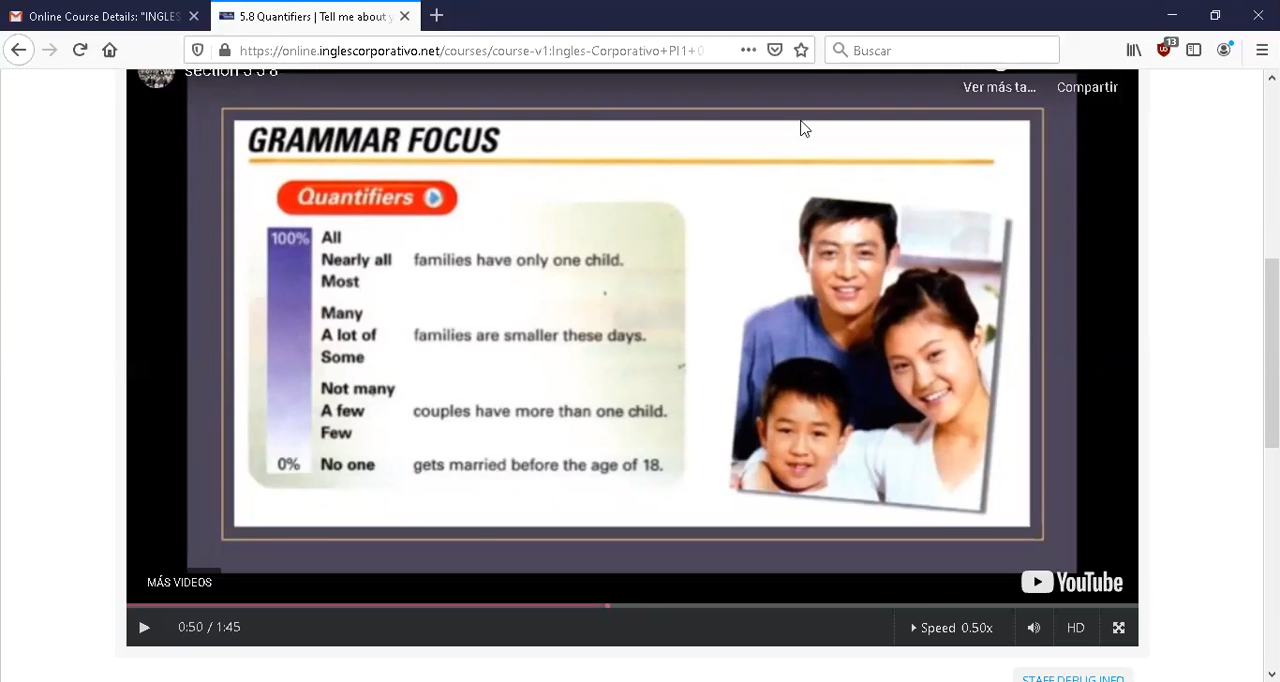 Online Course Details: "INGLES
5.8 Quantifiers | Tell me about y
https://online.inglescorporativo.net/courses/course-v1:Ingles-Corporativo+PI1+0
Buscar
13
section 5 5 8
Ver más ta...
Compartir
GRAMMAR FOCUS
Quantifiers
100% All
Nearly all families have only one child.
Most
Many
A lot of families are smaller these days.
Some
Not many
A few couples have more than one child.
Few
0% No one gets married before the age of 18.
MÁS VIDEOS
YouTube
0:50 / 1:45
Speed 0.50x
HD
STAFF DEBUG INFO